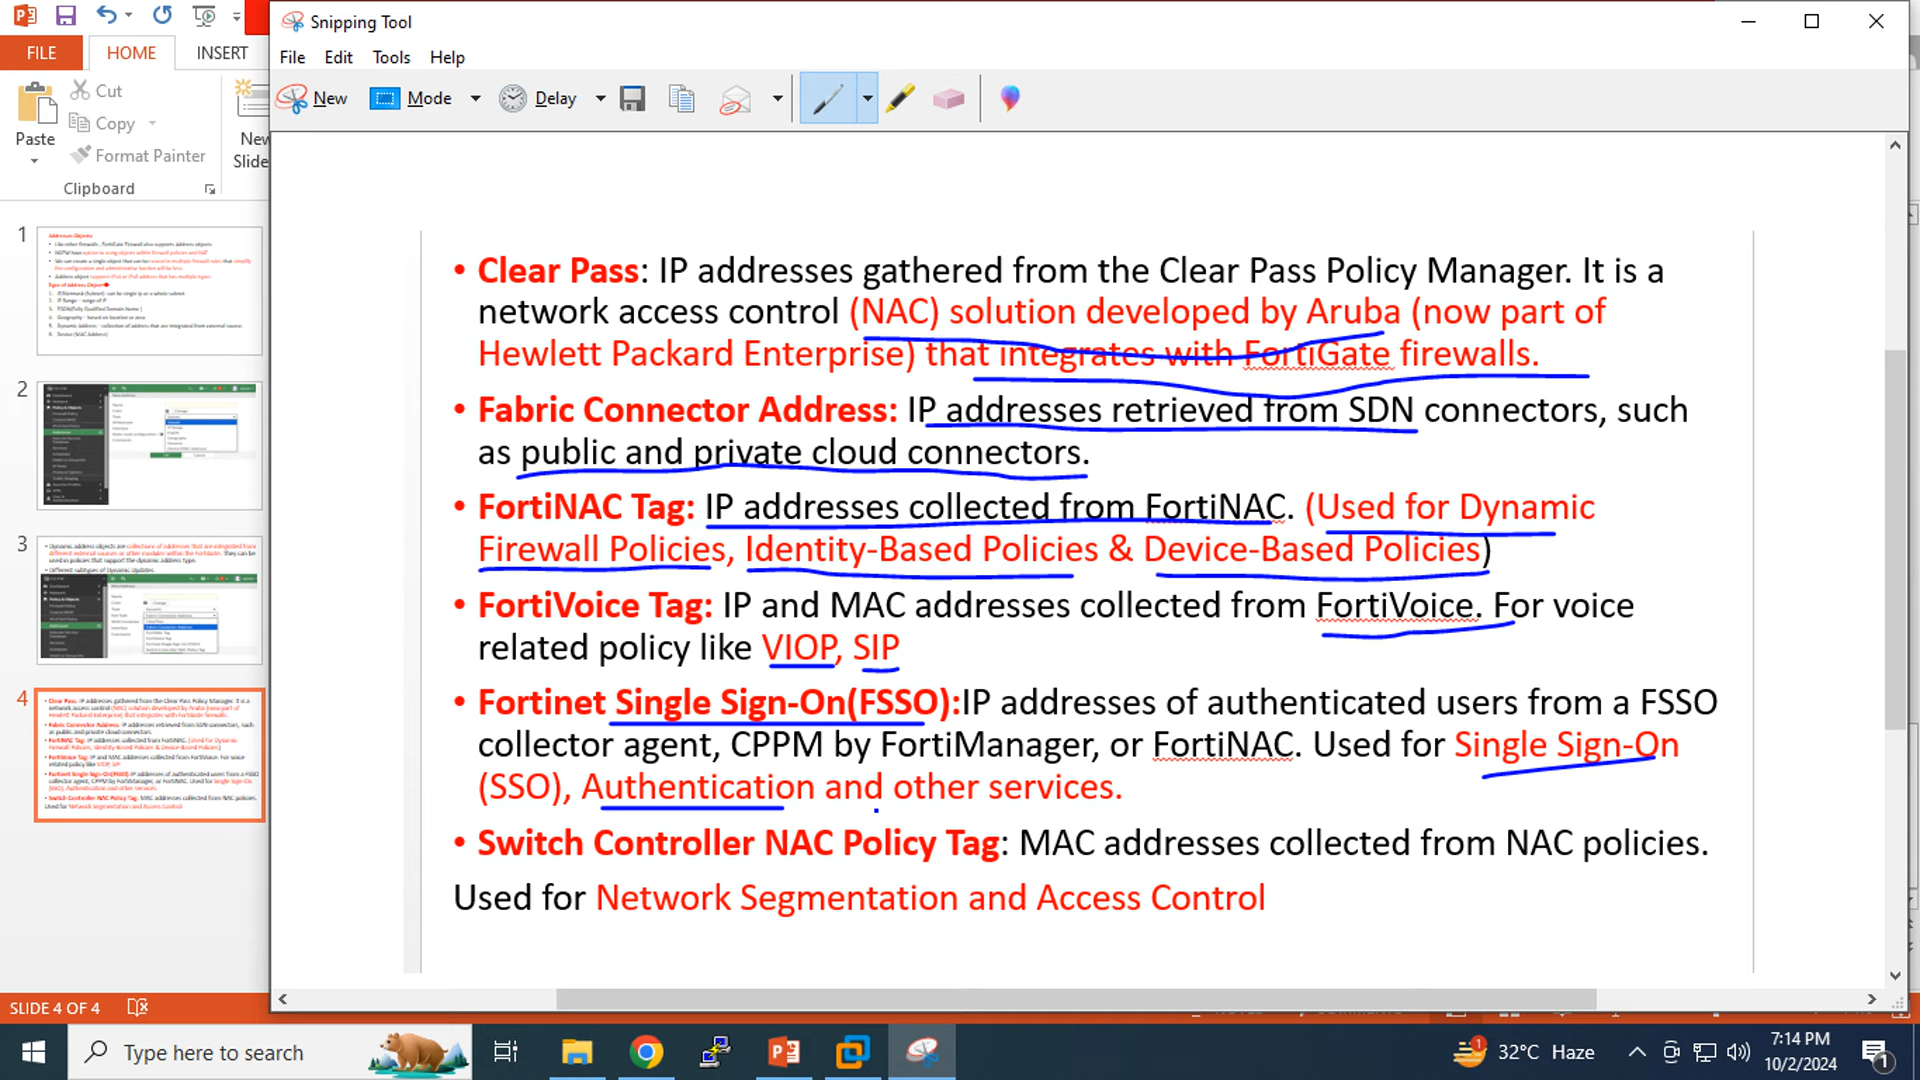 Snipping Tool
FILE
HOME
INSERT
File Edit Tools Help
Cut
Copy
Format Painter
Paste
New
Slide
Clipboard
New
Mode
Delay
1
2
3
4
• Clear Pass: IP addresses gathered from the Clear Pass Policy Manager. It is a
network access control (NAC) solution developed by Aruba (now part of
Hewlett Packard Enterprise) that integrates with FortiGate firewalls.
• Fabric Connector Address: IP addresses retrieved from SDN connectors, such
as public and private cloud connectors.
• FortiNAC Tag: IP addresses collected from FortiNAC. (Used for Dynamic
Firewall Policies, Identity-Based Policies & Device-Based Policies)
• FortiVoice Tag: IP and MAC addresses collected from FortiVoice. For voice
related policy like VIOP, SIP
• Fortinet Single Sign-On(FSSO):IP addresses of authenticated users from a FSSO
collector agent, CPPM by FortiManager, or FortiNAC. Used for Single Sign-On
(SSO), Authentication and other services.
• Switch Controller NAC Policy Tag: MAC addresses collected from NAC policies.
Used for Network Segmentation and Access Control
SLIDE 4 OF 4
Type here to search
32°C Haze
7:14 PM
10/2/2024
1
1